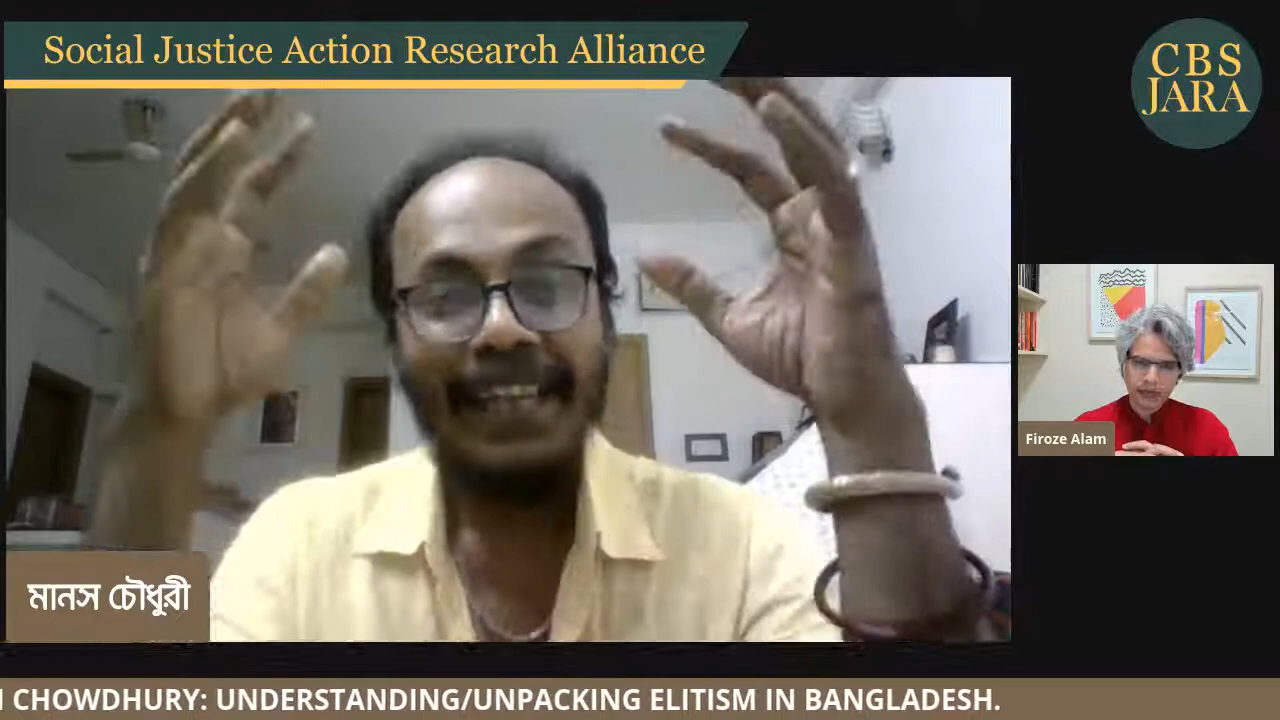 Social Justice Action Research Alliance
CBS
JARA
Firoze Alam
মানস চৌধুরী
CHOWDHURY: UNDERSTANDING/UNPACKING ELITISM IN BANGLADESH.